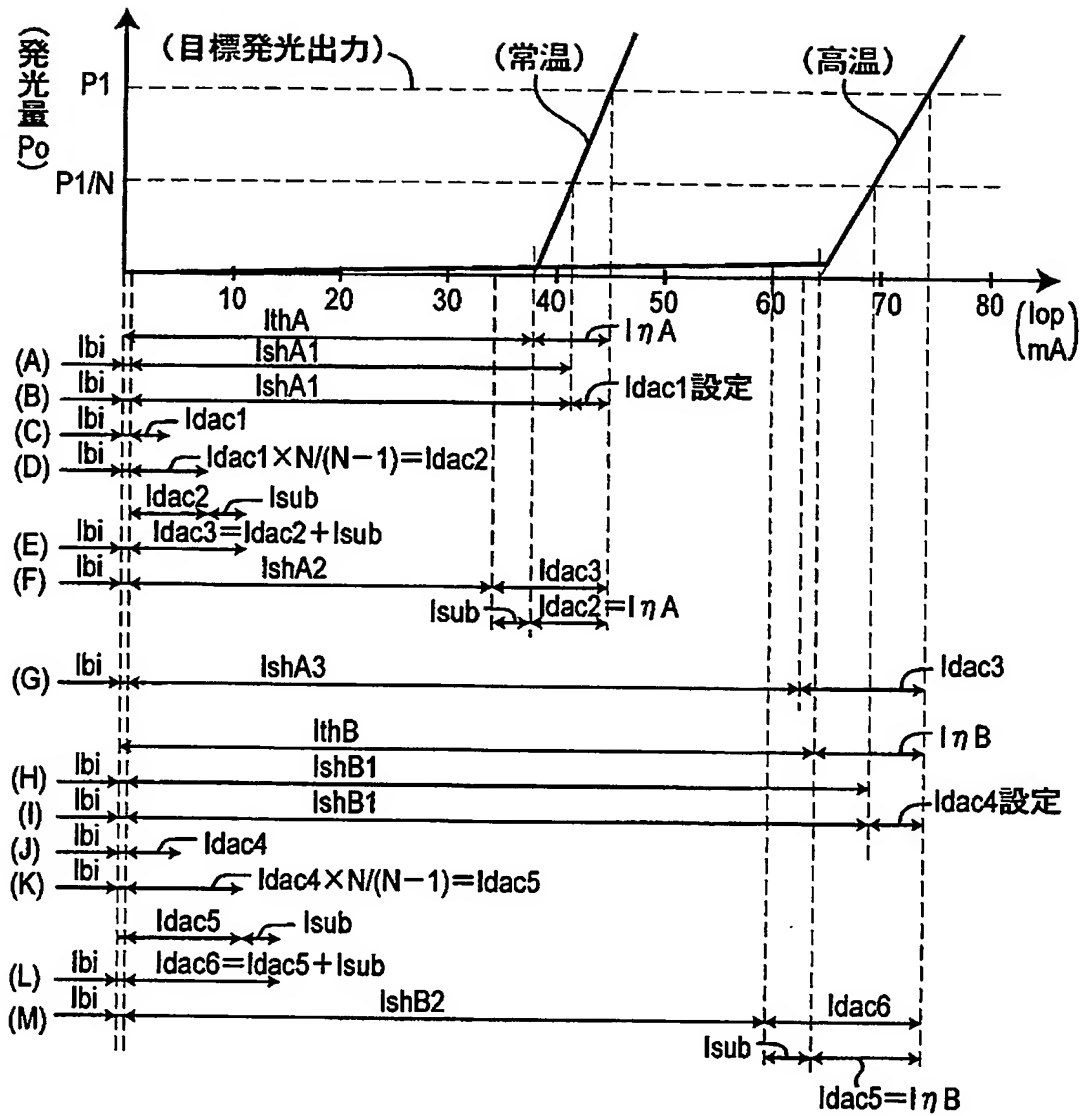 (発光量Po)
(目標発光出力)
(常温)
(高温)
P1
P1/N
10 20 30 40 50 60 70 80
(Iop mA)
IthA IηA
(A) Ibi IshA1
(B) Ibi IshA1 Idac1設定
(C) Ibi Idac1
(D) Ibi Idac1×N/(N−1)=Idac2
Idac2 Isub
(E) Ibi Idac3=Idac2+Isub
(F) Ibi IshA2 Idac3
Isub Idac2=IηA
(G) Ibi IshA3 Idac3
IthB IηB
(H) Ibi IshB1
(I) Ibi IshB1 Idac4設定
(J) Ibi Idac4
(K) Ibi Idac4×N/(N−1)=Idac5
Idac5 Isub
(L) Ibi Idac6=Idac5+Isub
(M) Ibi IshB2 Idac6
Isub
Idac5=IηB